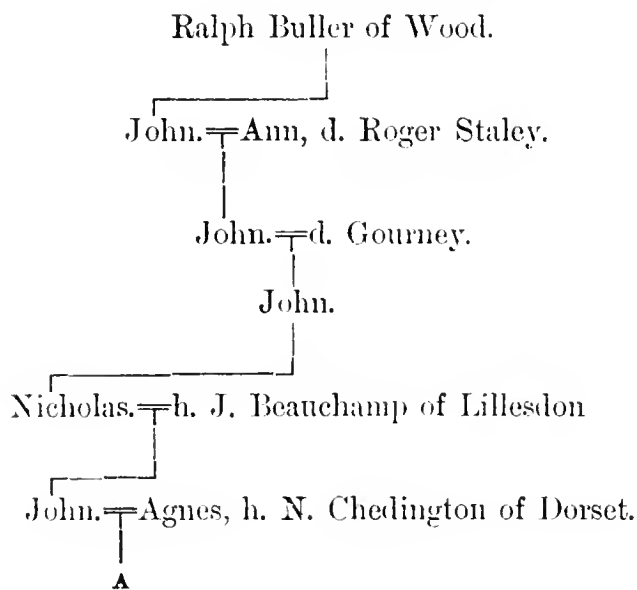 Ralph Buller of Wood.
John.=Ann, d. Roger Staley.
John.=d. Gourney.
John.
Nicholas.=h. J. Beauchamp of Lillesdon
John.=Agnes, h. N. Chedington of Dorset.
A